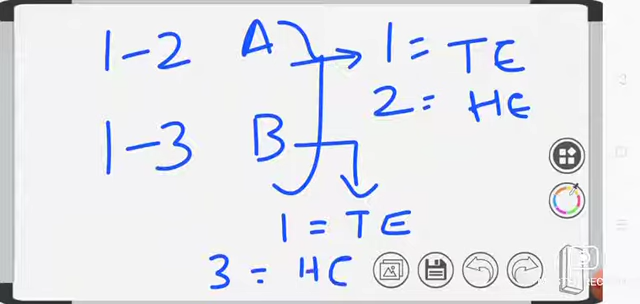 1-2 A → 1 = TE
2 = HE
1-3 B
1 = TE
3 = HC